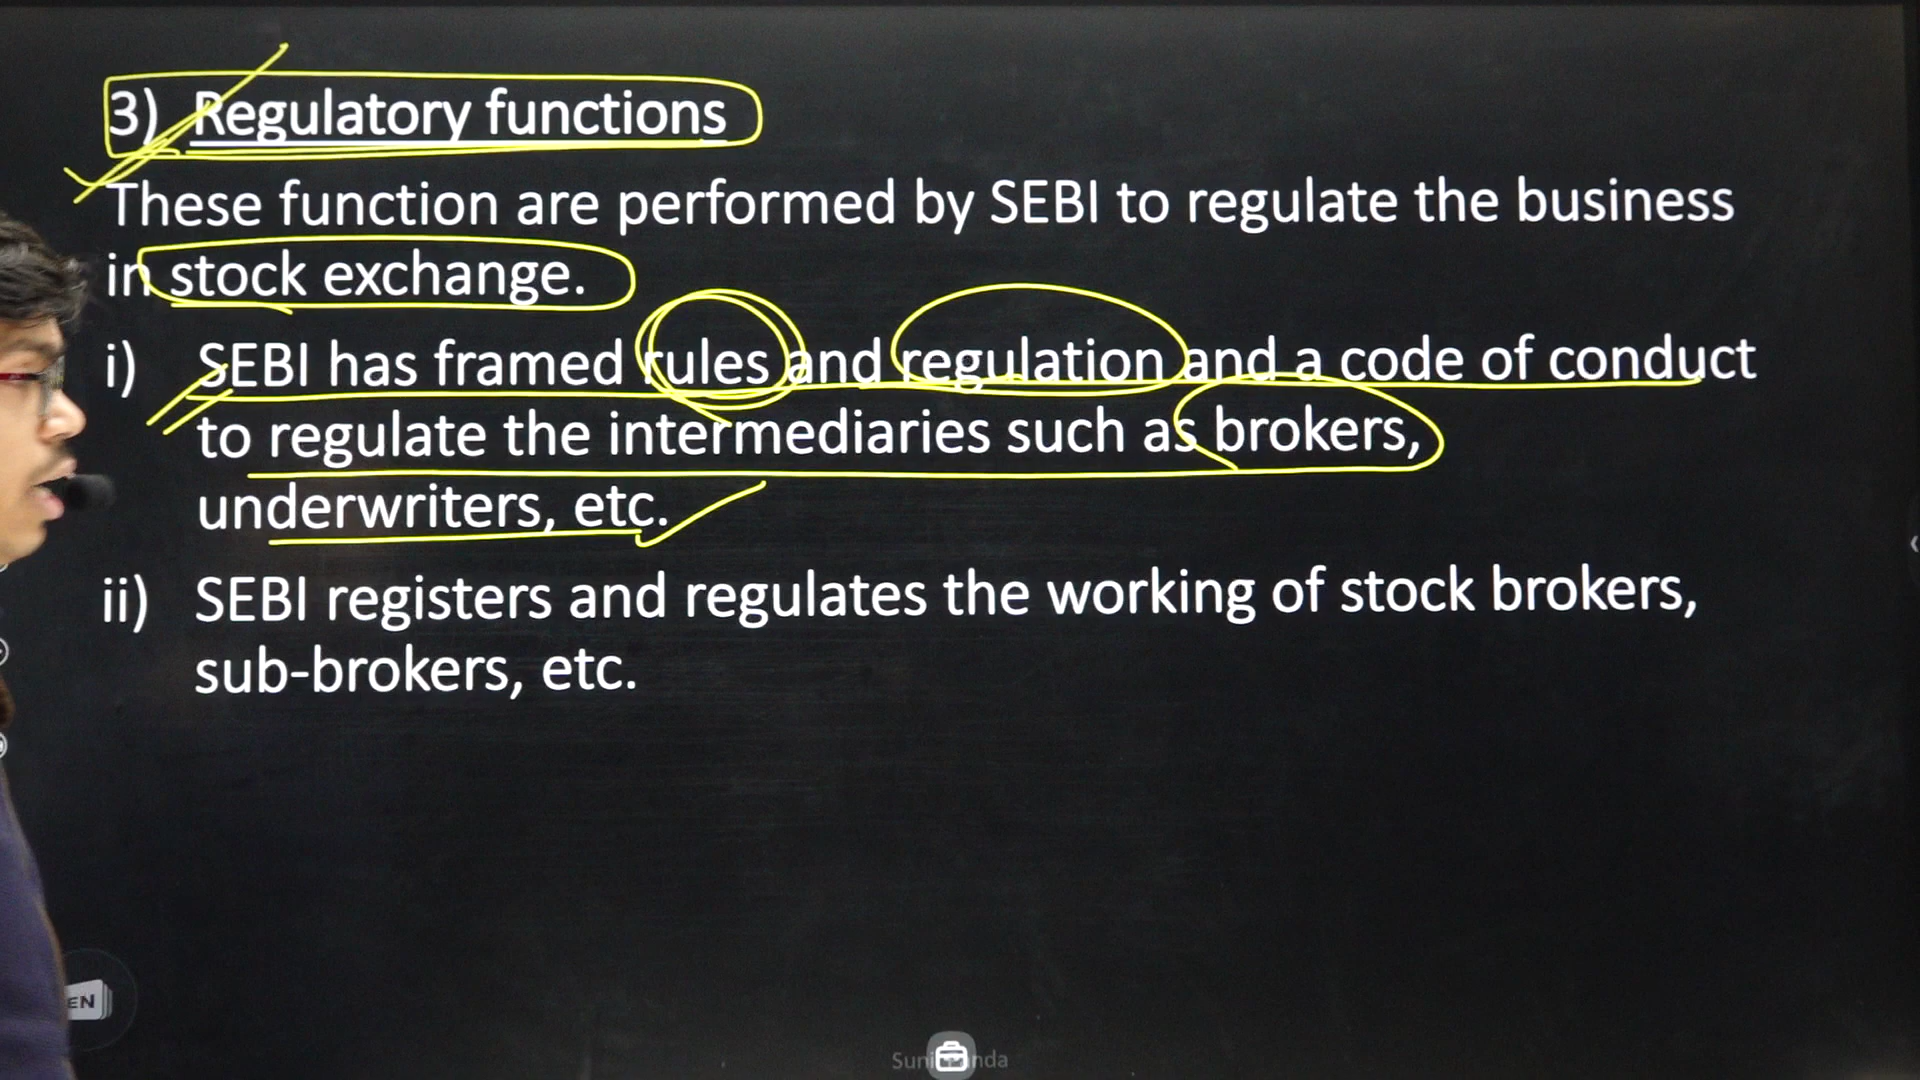 3) Regulatory functions
These function are performed by SEBI to regulate the business
in stock exchange.
i) SEBI has framed rules and regulation and a code of conduct
to regulate the intermediaries such as brokers,
underwriters, etc.
ii) SEBI registers and regulates the working of stock brokers,
sub-brokers, etc.
EN